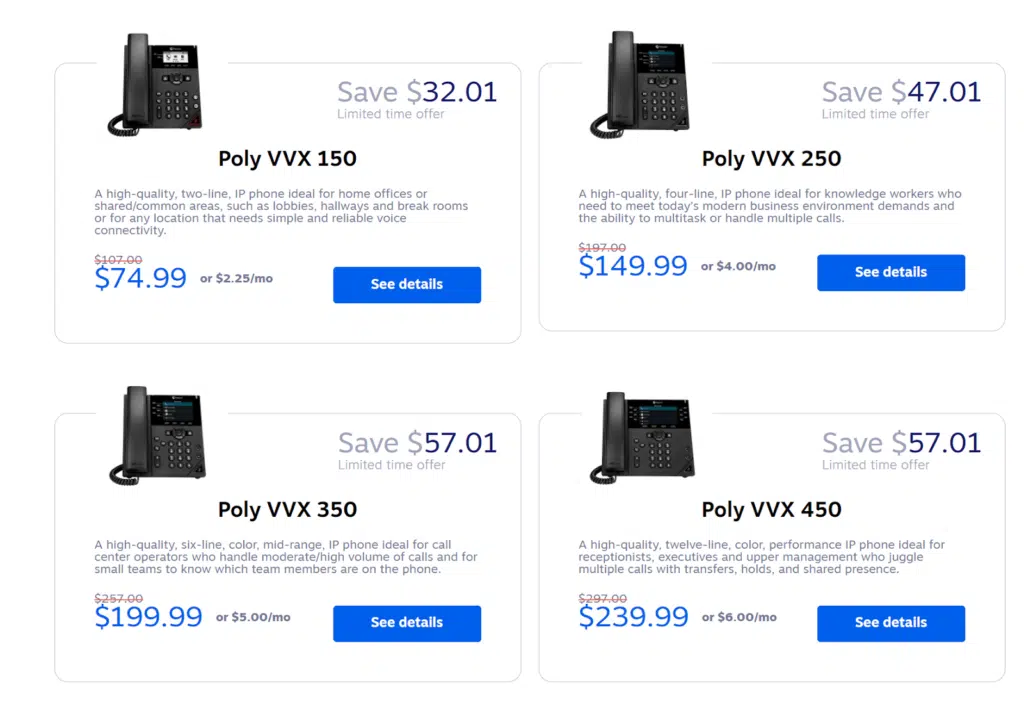 Save $32.01
Limited time offer
Poly VVX 150
A high-quality, two-line, IP phone ideal for home offices or
shared/common areas, such as lobbies, hallways and break rooms
or for any location that needs simple and reliable voice
connectivity.
$107.00
$74.99 or $2.25/mo
See details
Save $47.01
Limited time offer
Poly VVX 250
A high-quality, four-line, IP phone ideal for knowledge workers who
need to meet today's modern business environment demands and
the ability to multitask or handle multiple calls.
$197.00
$149.99 or $4.00/mo
See details
Save $57.01
Limited time offer
Poly VVX 350
A high-quality, six-line, color, mid-range, IP phone ideal for call
center operators who handle moderate/high volume of calls and for
small teams to know which team members are on the phone.
$257.00
$199.99 or $5.00/mo
See details
Save $57.01
Limited time offer
Poly VVX 450
A high-quality, twelve-line, color, performance IP phone ideal for
receptionists, executives and upper management who juggle
multiple calls with transfers, holds, and shared presence.
$297.00
$239.99 or $6.00/mo
See details